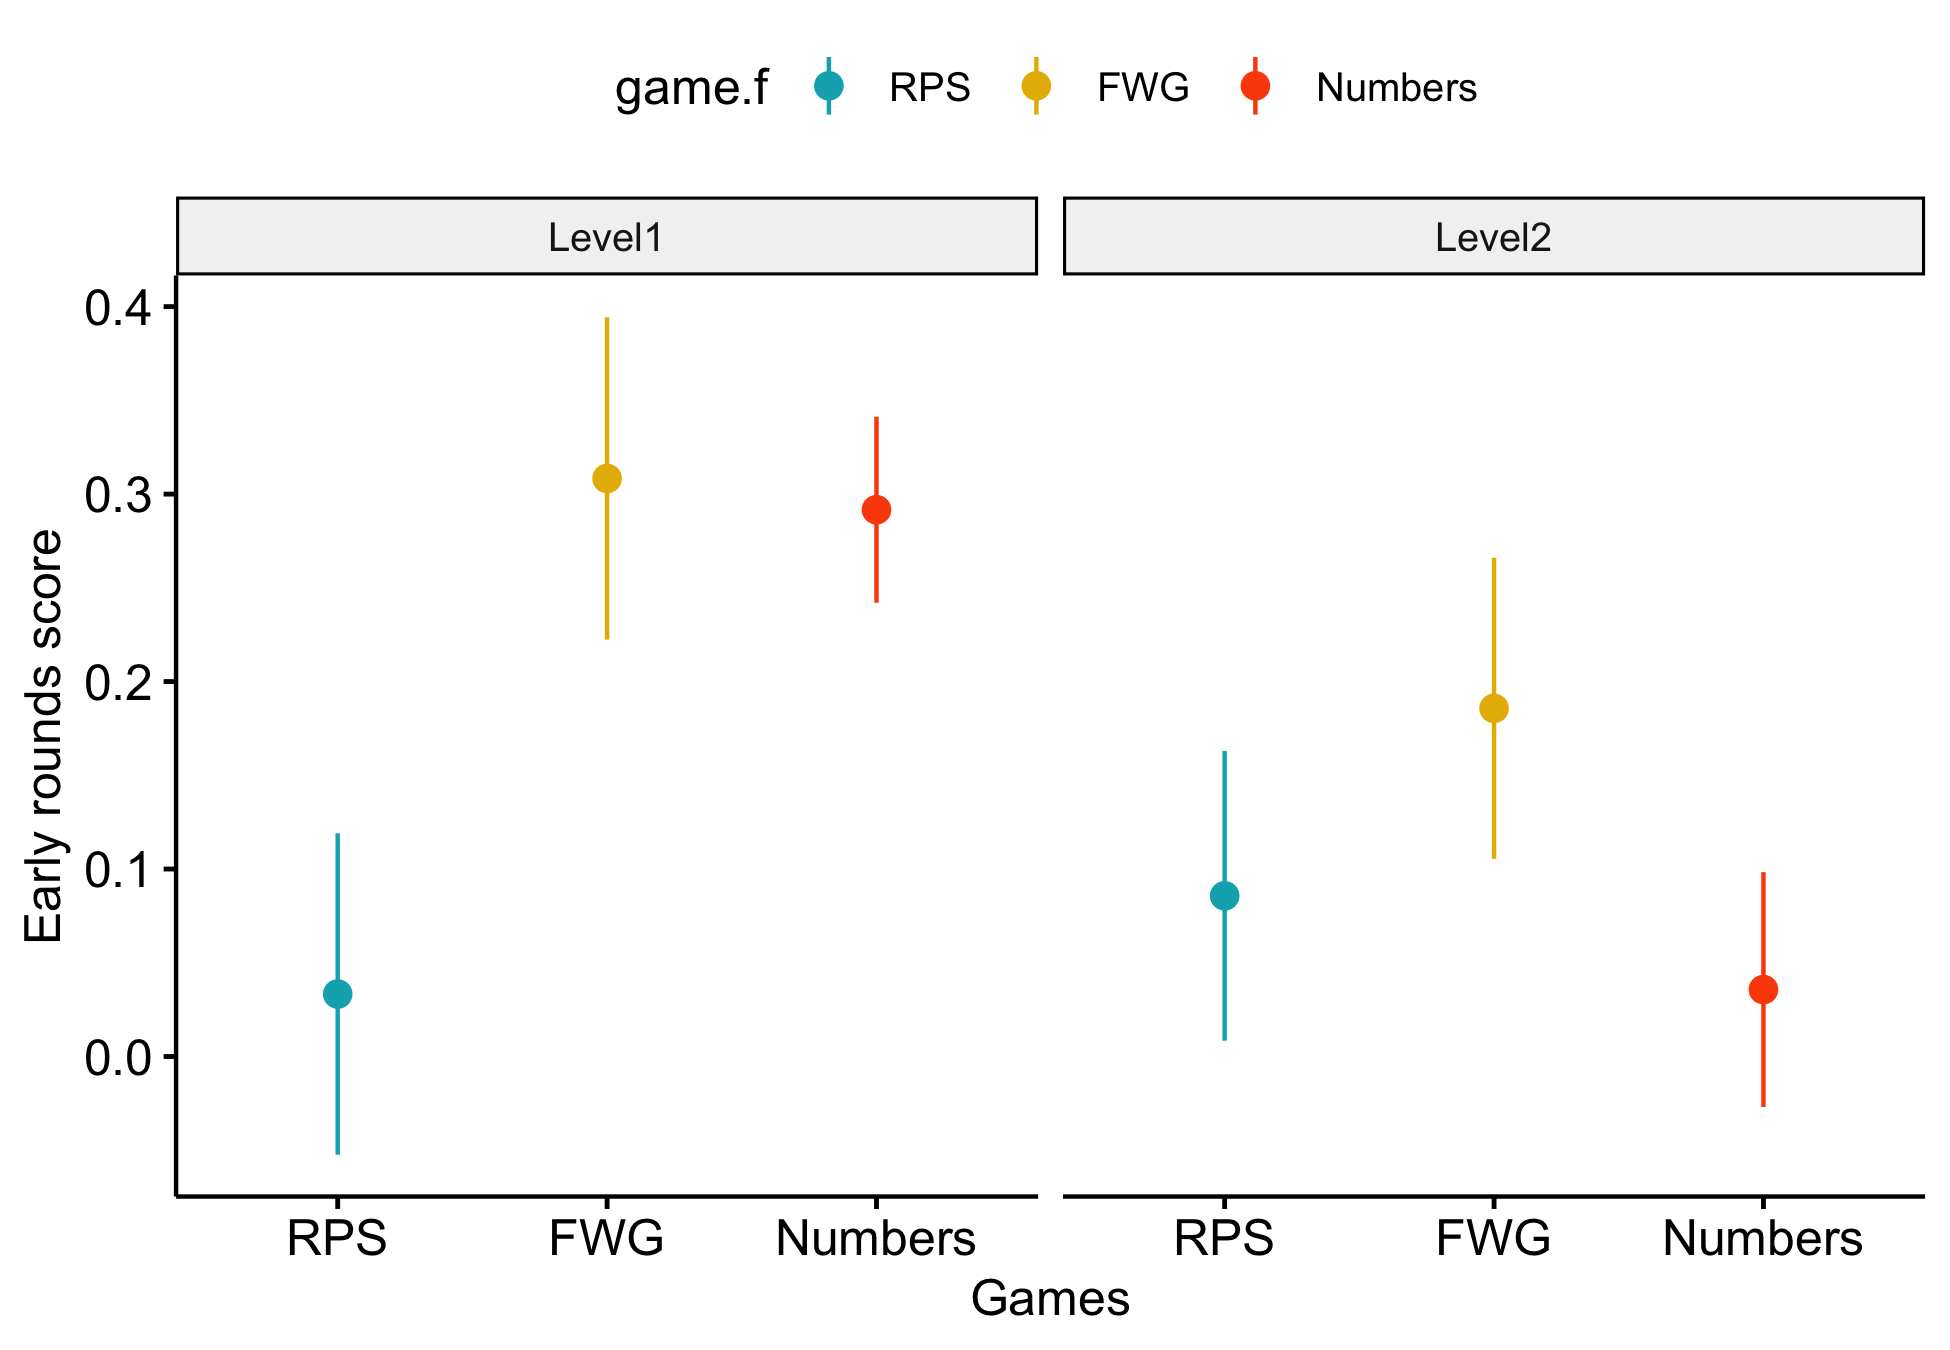 game.f RPS FWG Numbers
Level1 Level2
0.4
0.3
0.2
0.1
0.0
Early rounds score
RPS FWG Numbers RPS FWG Numbers
Games